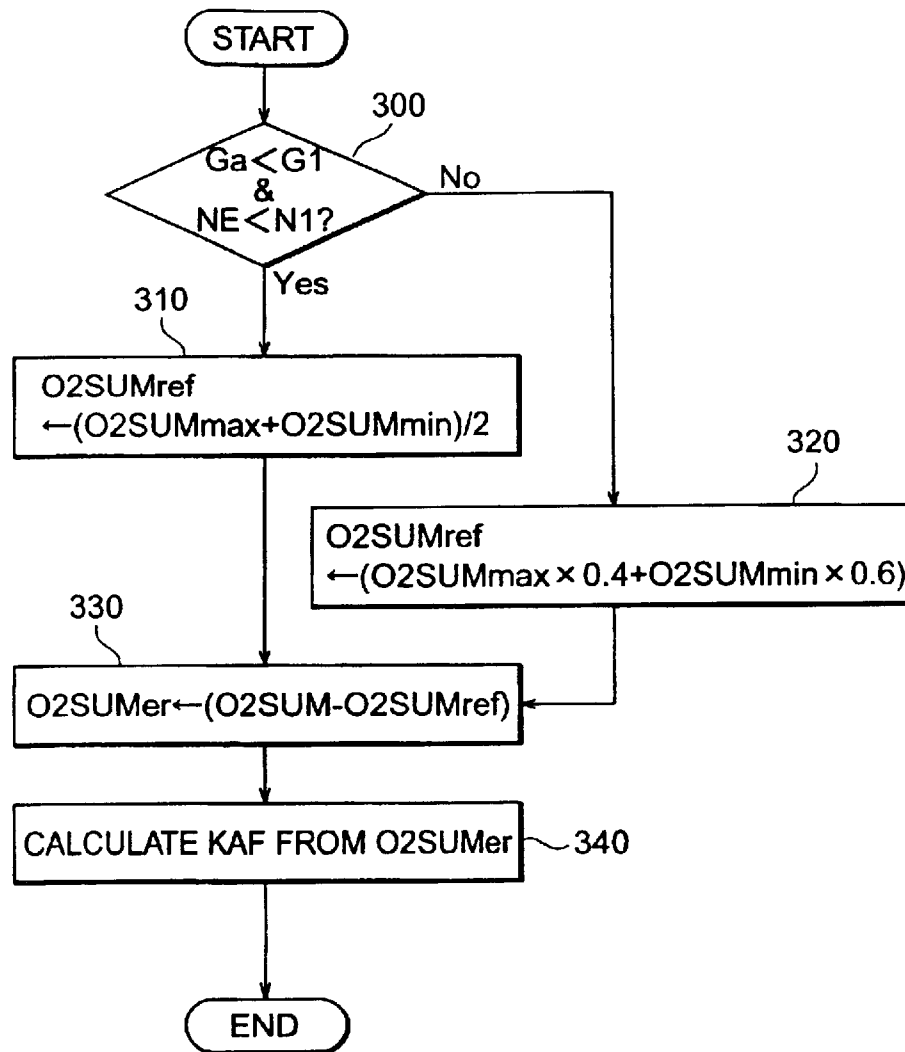 START
300
Ga<G1
&
NE<N1?
No
Yes
310
O2SUMref
←(O2SUMmax+O2SUMmin)/2
320
O2SUMref
←(O2SUMmax×0.4+O2SUMmin×0.6)
330
O2SUMer←(O2SUM-O2SUMref)
CALCULATE KAF FROM O2SUMer
340
END